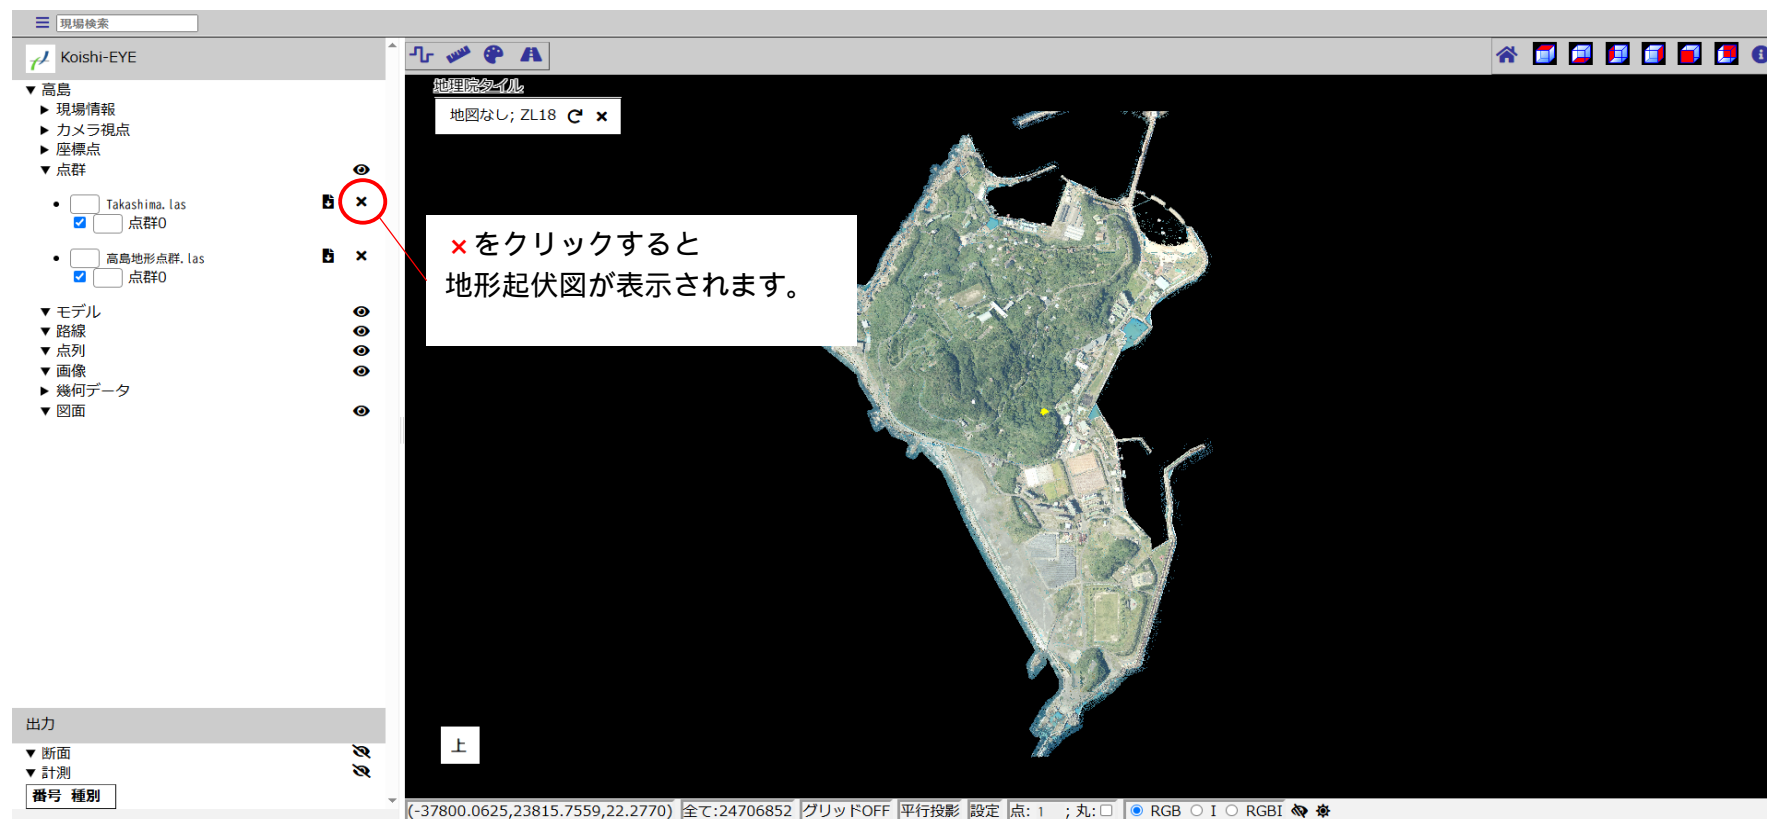 現場検索
Koishi-EYE
▼ 高島
▶ 現場情報
▶ カメラ視点
▶ 座標点
▼ 点群
• Takashima.las
点群0
• 高島地形点群.las
点群0
▼ モデル
▼ 路線
▼ 点列
▼ 画像
▶ 幾何データ
▼ 図面
出力
▼ 断面
▼ 計測
番号 種別
地理院タイル
地図なし; ZL18
×をクリックすると
地形起伏図が表示されます。
上
(-37800.0625,23815.7559,22.2770) 全て:24706852 グリッドOFF 平行投影 設定 点: 1 ; 丸: RGB I RGBI